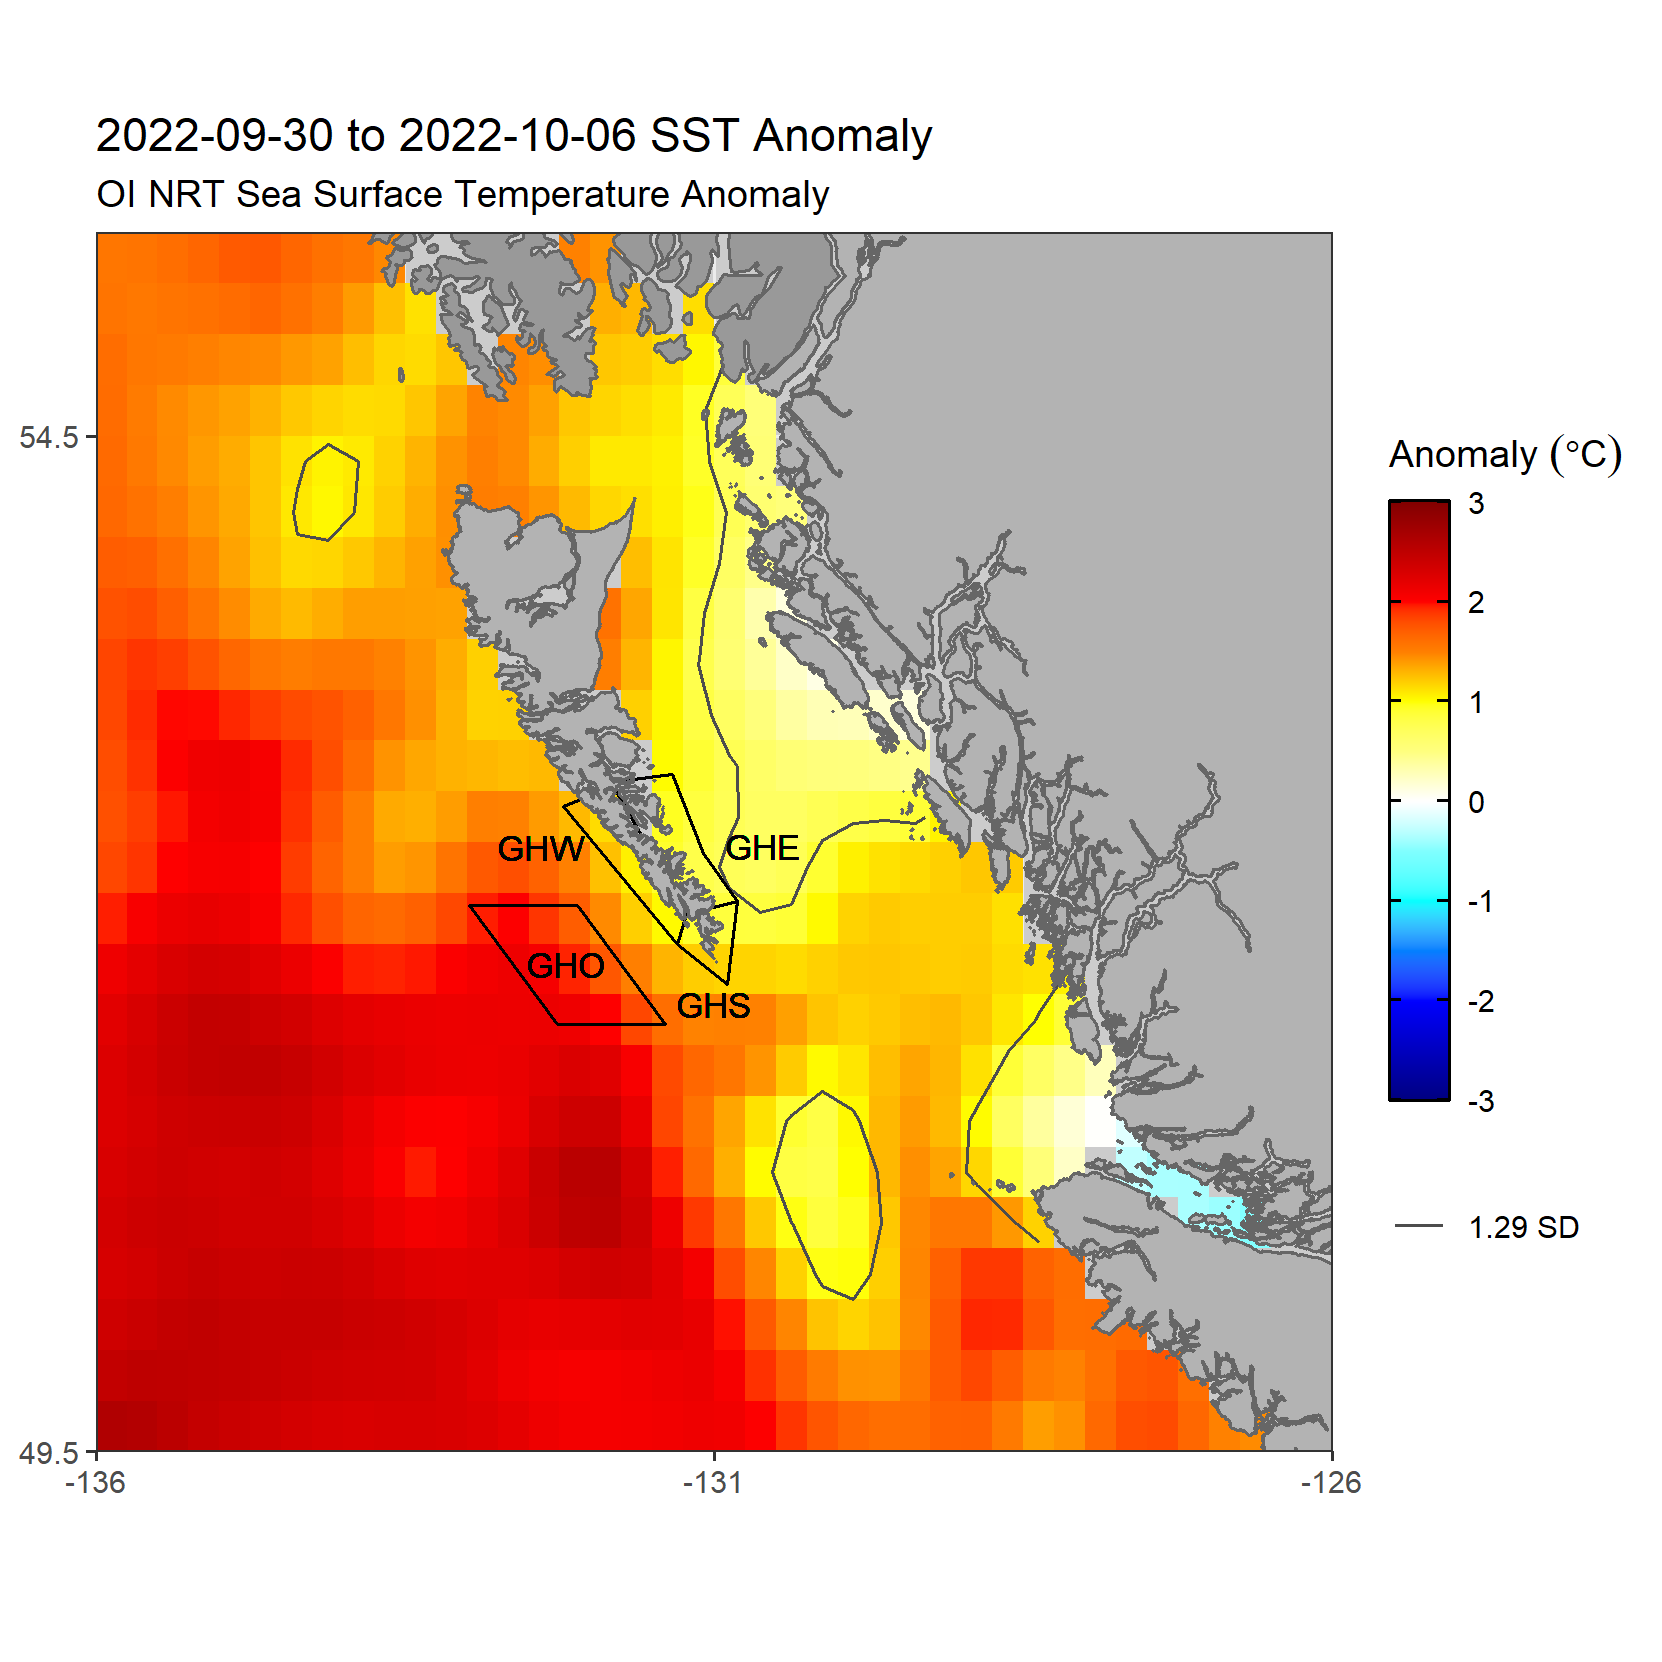 2022-09-30 to 2022-10-06 SST Anomaly
OI NRT Sea Surface Temperature Anomaly
54.5
49.5
-136
-131
-126
GHW
GHE
GHO
GHS
Anomaly (°C)
3
2
1
0
-1
-2
-3
1.29 SD